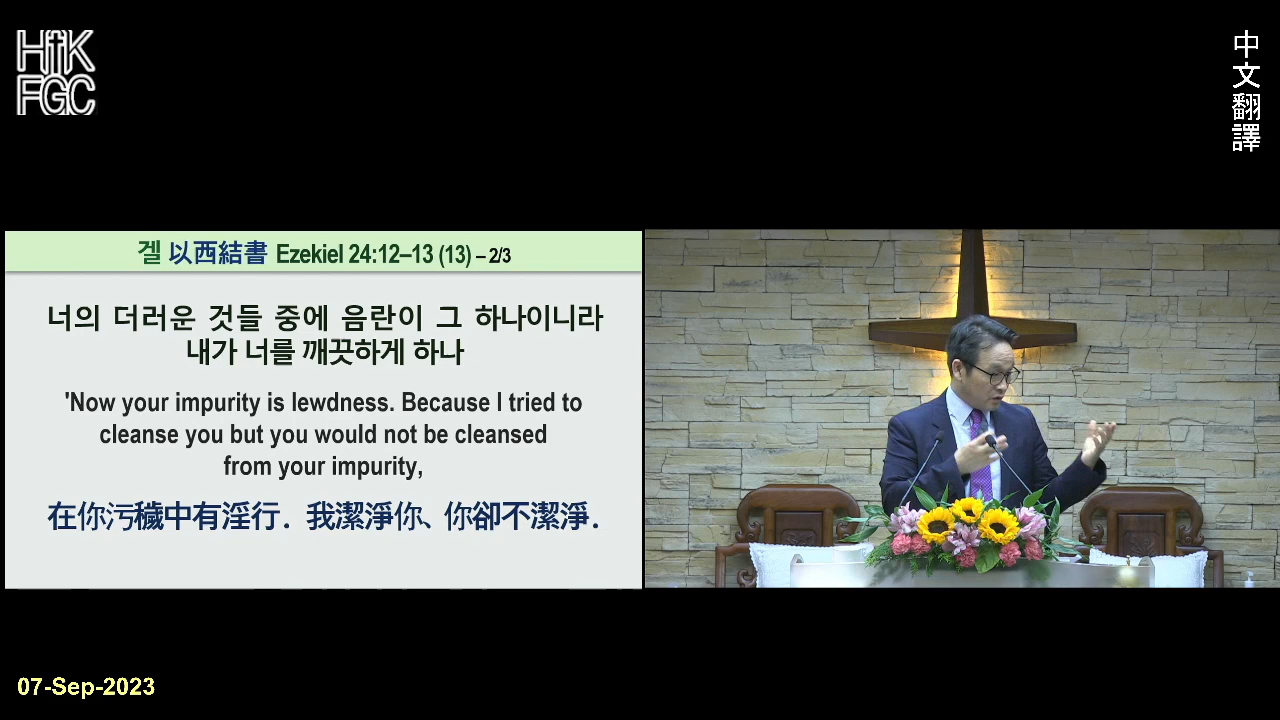 HfK
FGC
中文翻譯
겔 以西結書 Ezekiel 24:12–13 (13) – 2/3
너의 더러운 것들 중에 음란이 그 하나이니라
내가 너를 깨끗하게 하나
'Now your impurity is lewdness. Because I tried to
cleanse you but you would not be cleansed
from your impurity,
在你污穢中有淫行．我潔淨你、你卻不潔淨．
07-Sep-2023